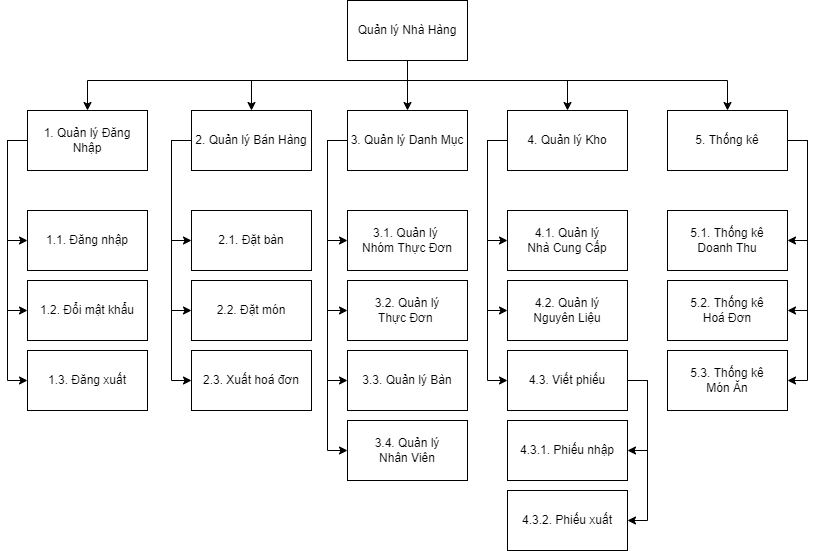 Quản lý Nhà Hàng
1. Quản lý Đăng
Nhập
2. Quản lý Bán Hàng
3. Quản lý Danh Mục
4. Quản lý Kho
5. Thống kê
1.1. Đăng nhập
2.1. Đặt bàn
3.1. Quản lý
Nhóm Thực Đơn
4.1. Quản lý
Nhà Cung Cấp
5.1. Thống kê
Doanh Thu
1.2. Đổi mật khẩu
2.2. Đặt món
3.2. Quản lý
Thực Đơn
4.2. Quản lý
Nguyên Liệu
5.2. Thống kê
Hoá Đơn
1.3. Đăng xuất
2.3. Xuất hoá đơn
3.3. Quản lý Bàn
4.3. Viết phiếu
5.3. Thống kê
Món Ăn
3.4. Quản lý
Nhân Viên
4.3.1. Phiếu nhập
4.3.2. Phiếu xuất